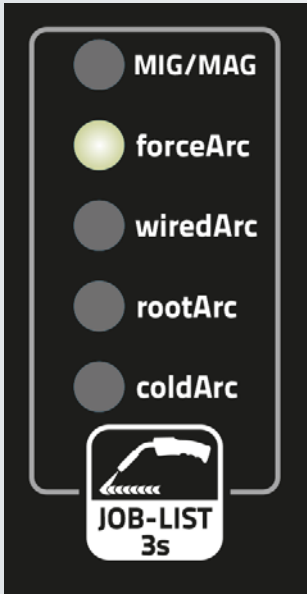 MIG/MAG
forceArc
wiredArc
rootArc
coldArc
JOB-LIST
3s